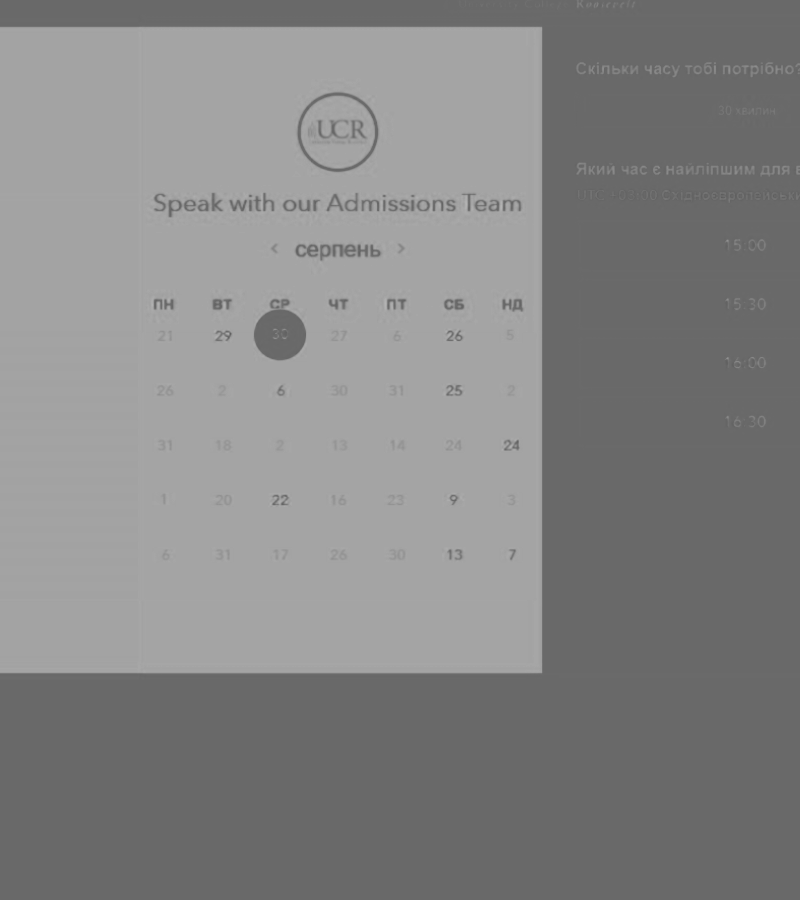 UCR
Speak with our Admissions Team
< серпень >
ПН ВТ СР ЧТ ПТ СБ НД
21 29 30 27 6 26 5
26 2 6 30 31 25 2
31 18 2 13 14 24 24
1 20 22 16 23 9 3
6 31 17 26 30 13 7
Скільки часу тобі потрібно?
30 хвилин
Який час є найліпшим для
15:00
15:30
16:00
16:30